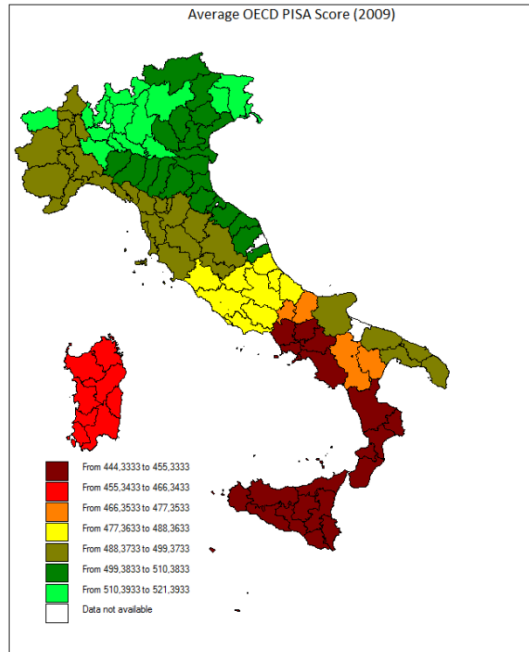 Average OECD PISA Score (2009)
From 444,3333 to 455,3333
From 455,3433 to 466,3433
From 466,3533 to 477,3533
From 477,3633 to 488,3633
From 488,3733 to 499,3733
From 499,3833 to 510,3833
From 510,3933 to 521,3933
Data not available